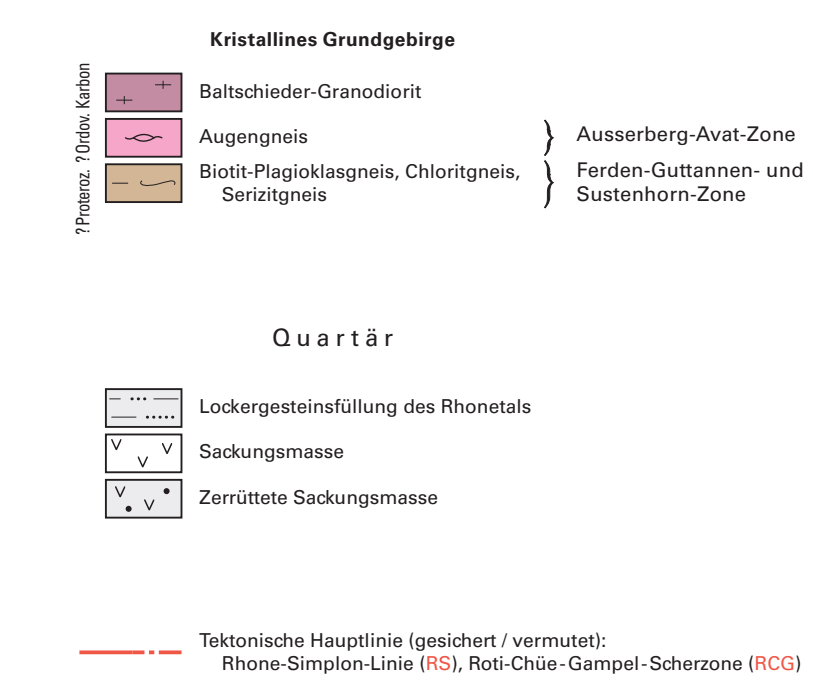 Kristallines Grundgebirge
?Proteroz. ?Ordov. Karbon
Baltschieder-Granodiorit
Augengneis } Ausserberg-Avat-Zone
Biotit-Plagioklasgneis, Chloritgneis, } Ferden-Guttannen- und
Serizitgneis Sustenhorn-Zone
Quartär
Lockergesteinsfüllung des Rhonetals
Sackungsmasse
Zerrüttete Sackungsmasse
Tektonische Hauptlinie (gesichert / vermutet):
Rhone-Simplon-Linie (RS), Roti-Chüe-Gampel-Scherzone (RCG)